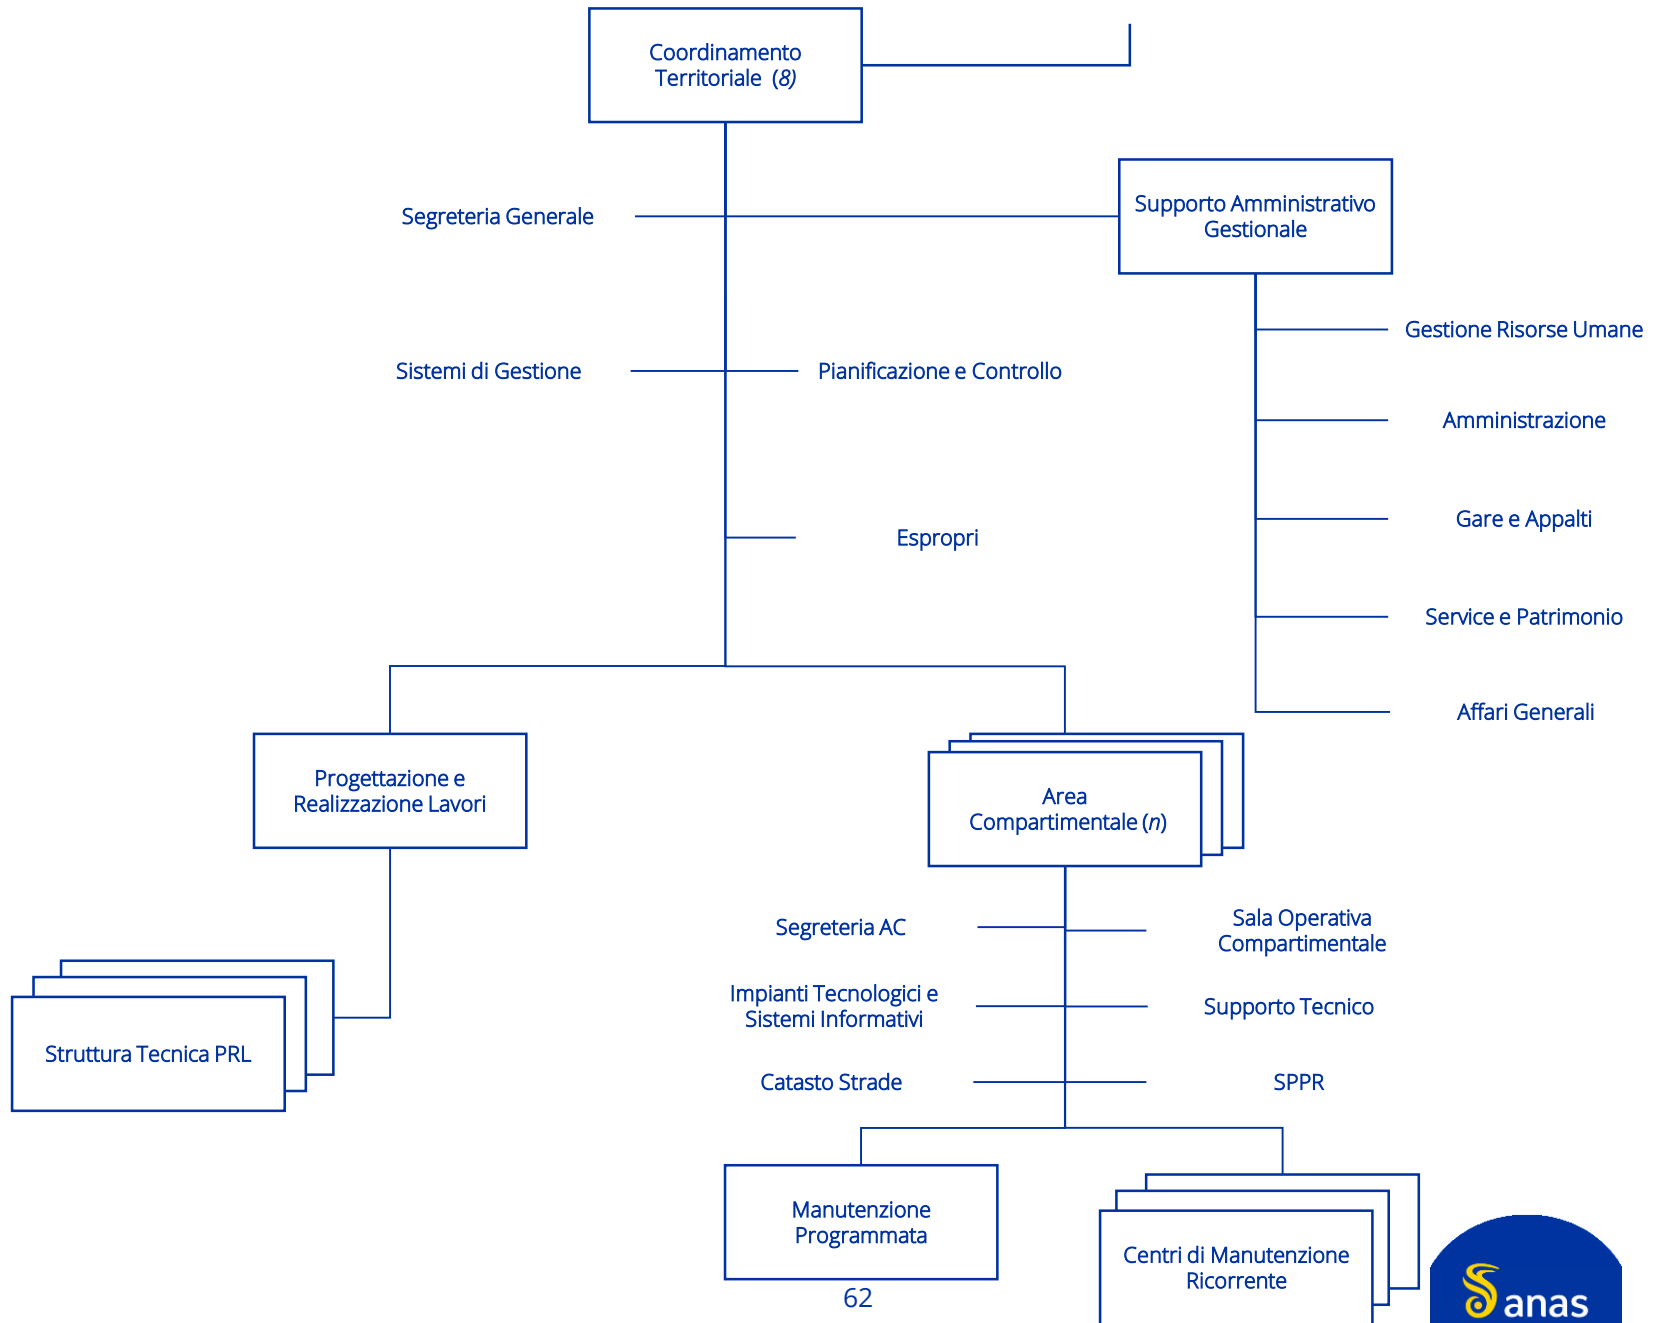 Coordinamento
Territoriale (8)
Segreteria Generale
Supporto Amministrativo
Gestionale
Gestione Risorse Umane
Sistemi di Gestione
Pianificazione e Controllo
Amministrazione
Gare e Appalti
Espropri
Service e Patrimonio
Affari Generali
Progettazione e
Realizzazione Lavori
Area
Compartimentale (n)
Segreteria AC
Sala Operativa
Compartimentale
Impianti Tecnologici e
Sistemi Informativi
Supporto Tecnico
Struttura Tecnica PRL
Catasto Strade
SPPR
Manutenzione
Programmata
Centri di Manutenzione
Ricorrente
62
anas